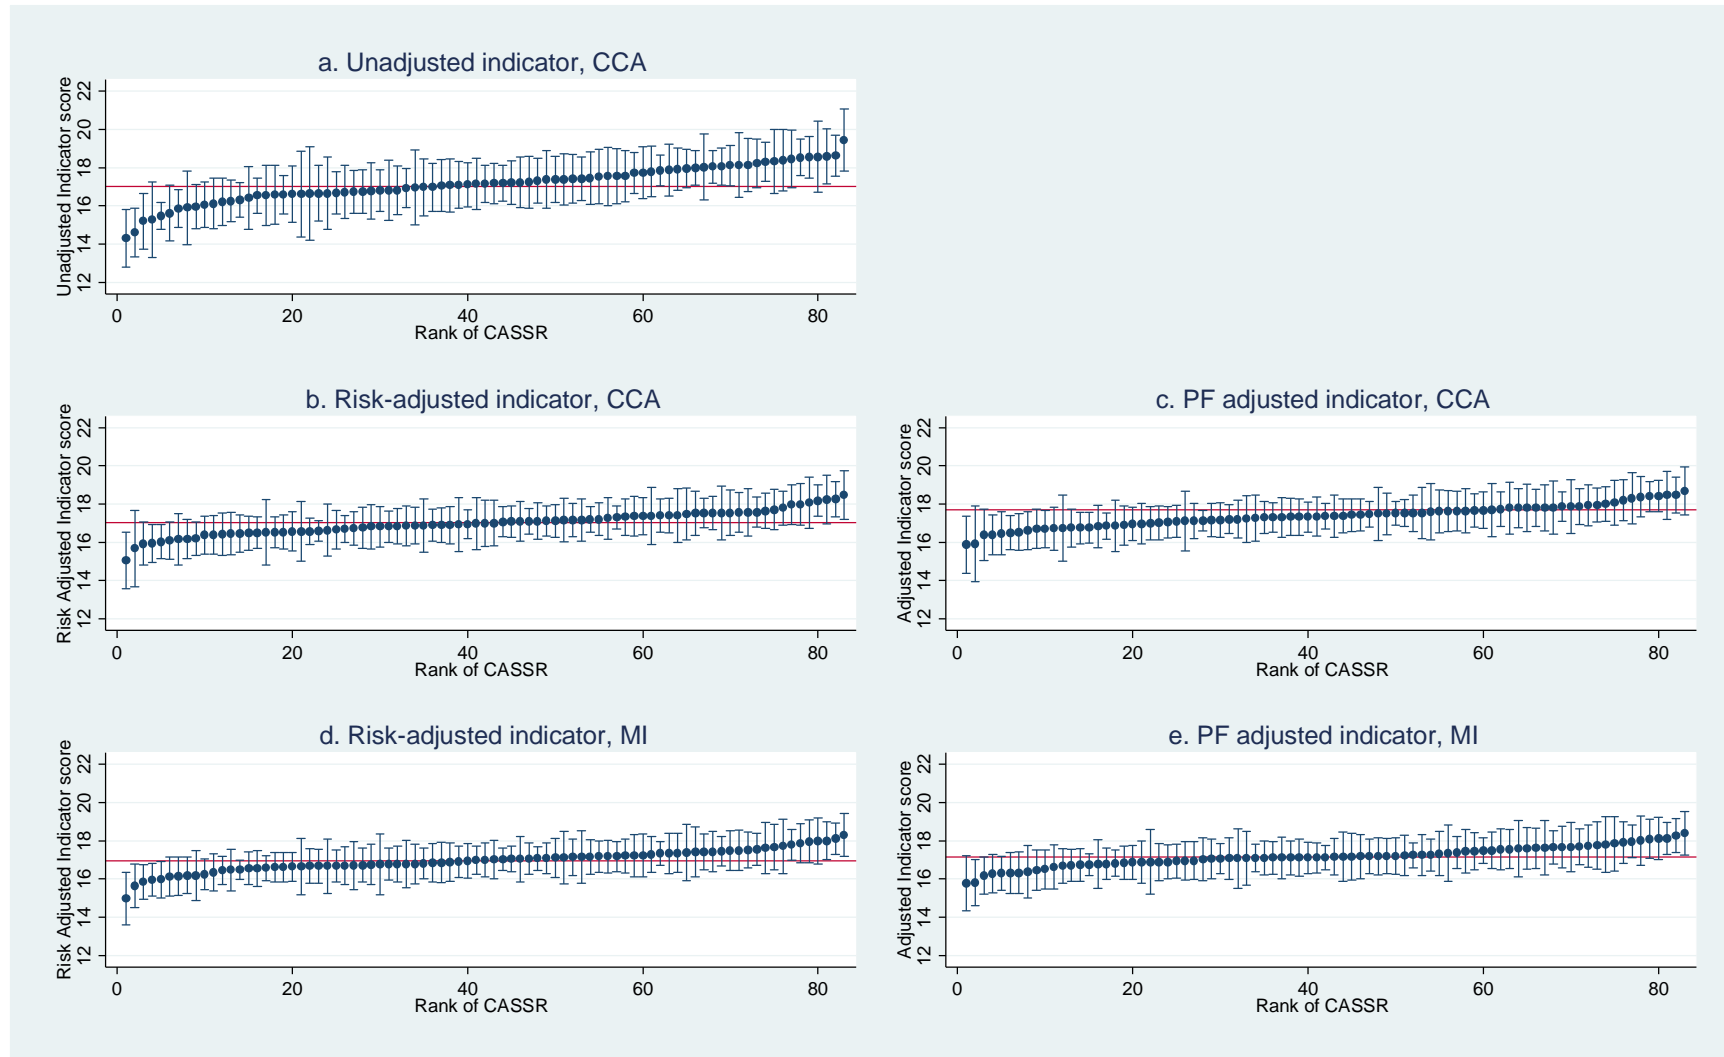 a. Unadjusted indicator, CCA
Unadjusted Indicator score
22
20
18
16
14
12
0 20 40 60 80
Rank of CASSR
b. Risk-adjusted indicator, CCA
Risk Adjusted Indicator score
22
20
18
16
14
12
0 20 40 60 80
Rank of CASSR
c. PF adjusted indicator, CCA
Adjusted Indicator score
22
20
18
16
14
12
0 20 40 60 80
Rank of CASSR
d. Risk-adjusted indicator, MI
Risk Adjusted Indicator score
22
20
18
16
14
12
0 20 40 60 80
Rank of CASSR
e. PF adjusted indicator, MI
Adjusted Indicator score
22
20
18
16
14
12
0 20 40 60 80
Rank of CASSR